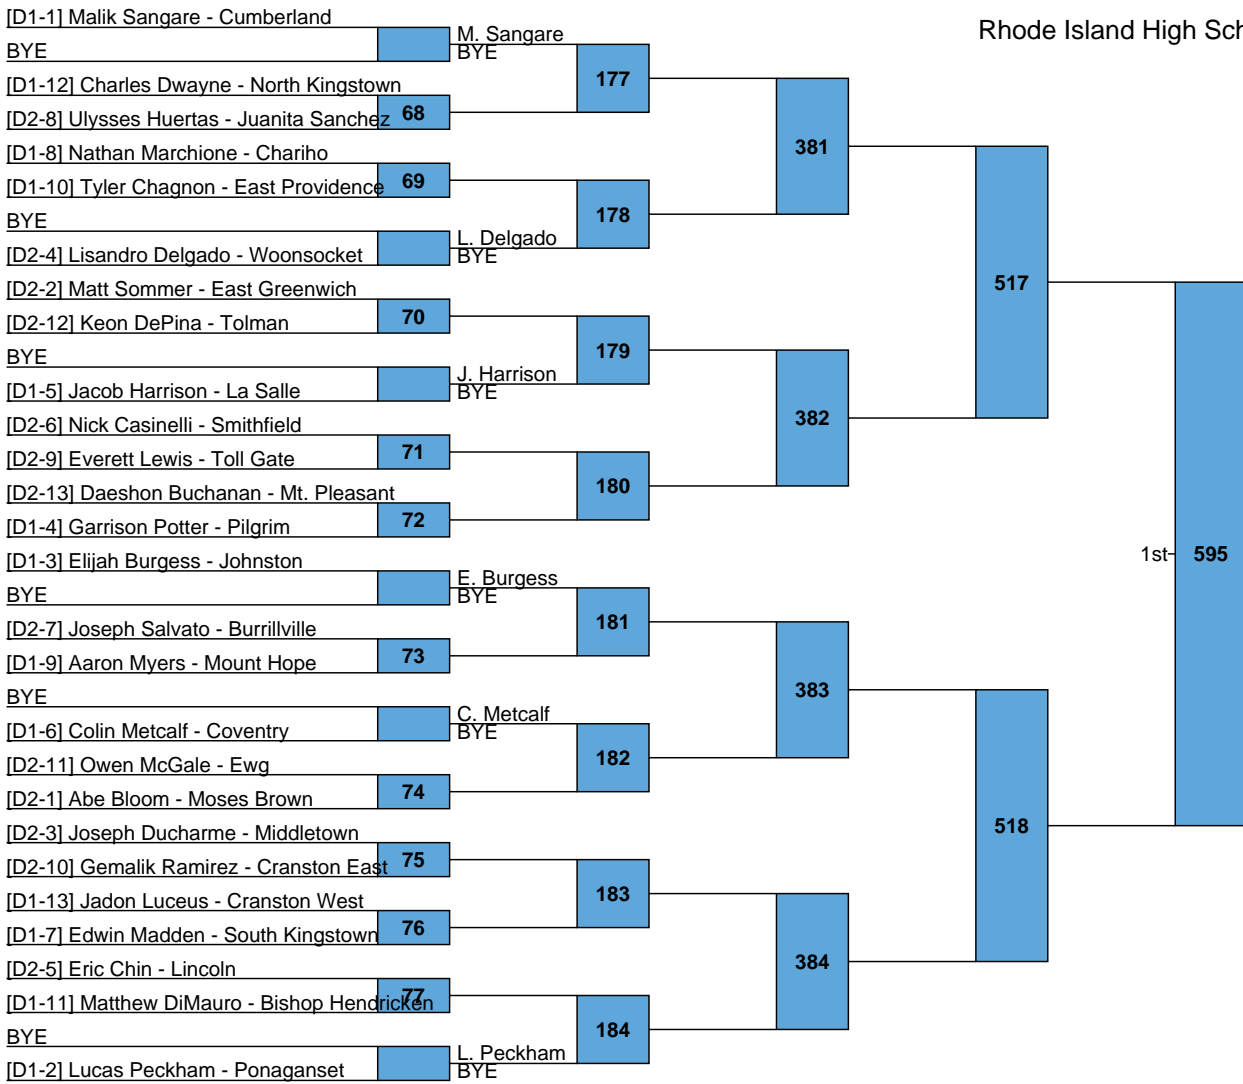 [D1-1] Malik Sangare - Cumberland
Rhode Island High Sch
M. Sangare
BYE
BYE
177
[D1-12] Charles Dwayne - North Kingstown
68
[D2-8] Ulysses Huertas - Juanita Sanchez
381
[D1-8] Nathan Marchione - Chariho
69
[D1-10] Tyler Chagnon - East Providence
178
BYE
L. Delgado
BYE
[D2-4] Lisandro Delgado - Woonsocket
517
[D2-2] Matt Sommer - East Greenwich
70
[D2-12] Keon DePina - Tolman
179
BYE
J. Harrison
BYE
[D1-5] Jacob Harrison - La Salle
382
[D2-6] Nick Casinelli - Smithfield
71
[D2-9] Everett Lewis - Toll Gate
180
[D2-13] Daeshon Buchanan - Mt. Pleasant
72
[D1-4] Garrison Potter - Pilgrim
1st
595
[D1-3] Elijah Burgess - Johnston
E. Burgess
BYE
BYE
181
[D2-7] Joseph Salvato - Burrillville
73
[D1-9] Aaron Myers - Mount Hope
383
BYE
C. Metcalf
BYE
[D1-6] Colin Metcalf - Coventry
182
[D2-11] Owen McGale - Ewg
74
[D2-1] Abe Bloom - Moses Brown
518
[D2-3] Joseph Ducharme - Middletown
75
[D2-10] Gemalik Ramirez - Cranston East
183
[D1-13] Jadon Luceus - Cranston West
76
[D1-7] Edwin Madden - South Kingstown
384
[D2-5] Eric Chin - Lincoln
77
[D1-11] Matthew DiMauro - Bishop Hendricken
184
BYE
L. Peckham
BYE
[D1-2] Lucas Peckham - Ponaganset